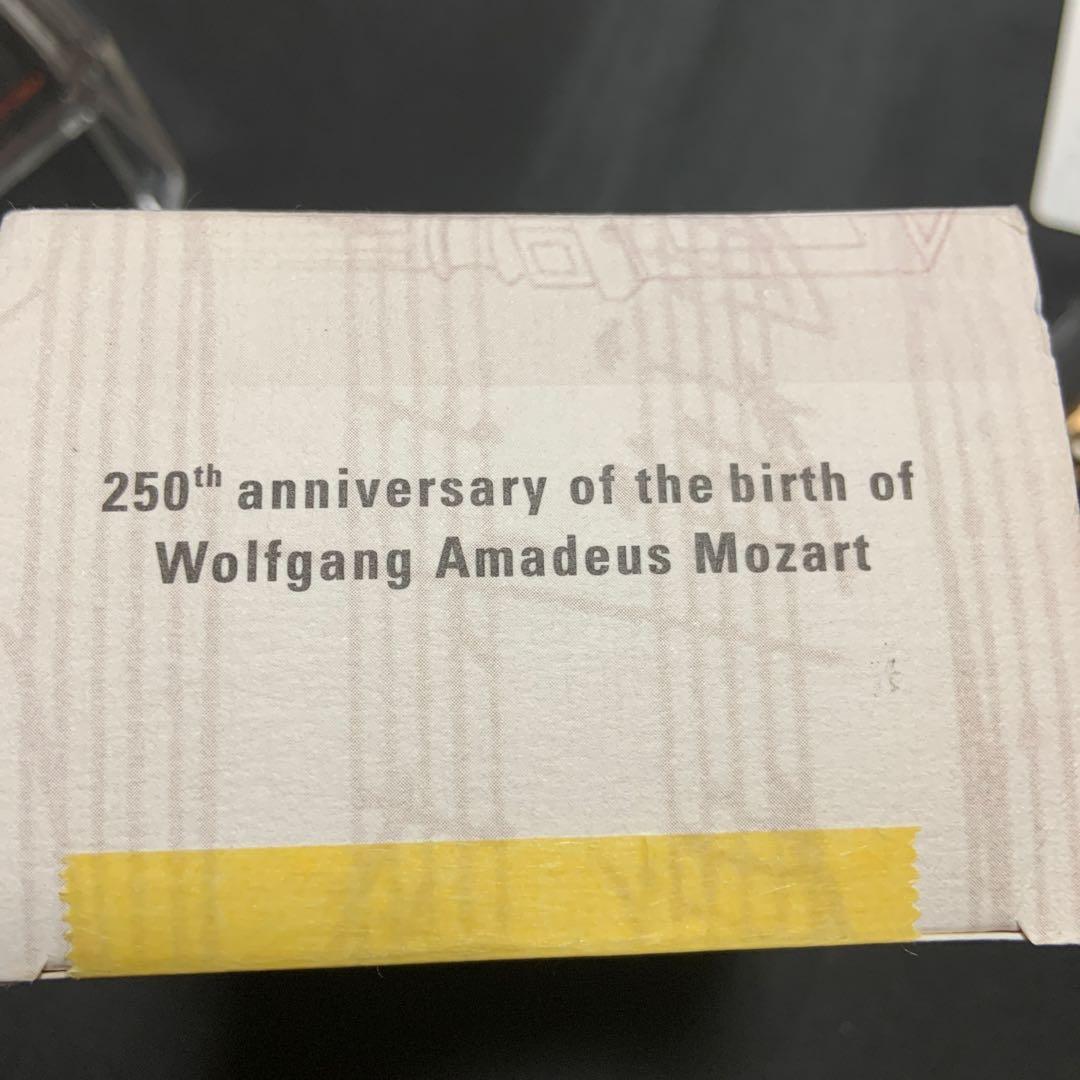 250th anniversary of the birth of
Wolfgang Amadeus Mozart